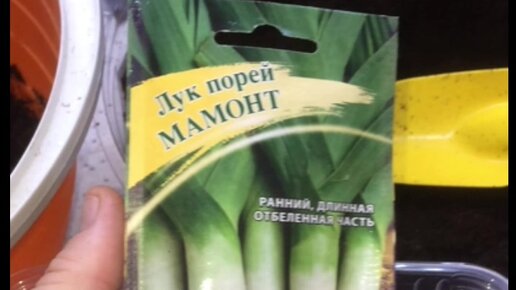 Лук порей
МАМОНТ
РАННИЙ, ДЛИННАЯ
ОТБЕЛЕННАЯ ЧАСТЬ